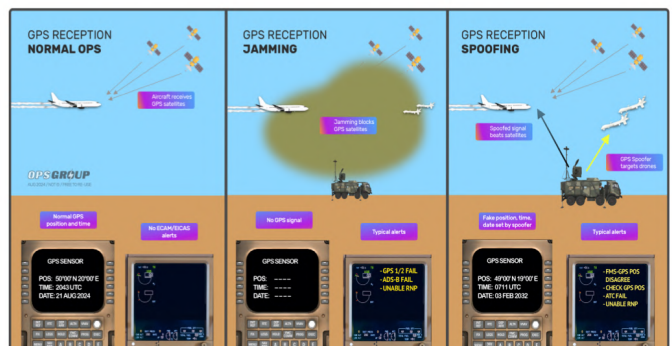 GPS RECEPTION
NORMAL OPS
Aircraft receives
GPS satellites
OPSGROUP
Normal GPS
position and time
No ECAM/EICAS
alerts
GPS SENSOR
POS: 50°00'N 20°00'E
TIME: 2043 UTC
DATE: 21 AUG 2024
GPS RECEPTION
JAMMING
Jamming blocks
GPS satellites
No GPS signal
Typical alerts
GPS SENSOR
POS: ----
TIME: ----
DATE: ----
- GPS 1/2 FAIL
- ADS-B FAIL
- UNABLE RNP
GPS RECEPTION
SPOOFING
Spoofed signal
beats satellites
GPS Spoofer
targets drones
Fake position, time,
date set by spoofer
Typical alerts
GPS SENSOR
POS: 49°00' N 19°00' E
TIME: 0711 UTC
DATE: 03 FEB 2032
- FMS-GPS POS
DISAGREE
- CHECK GPS POS
- ATC FAIL
- UNABLE RNP